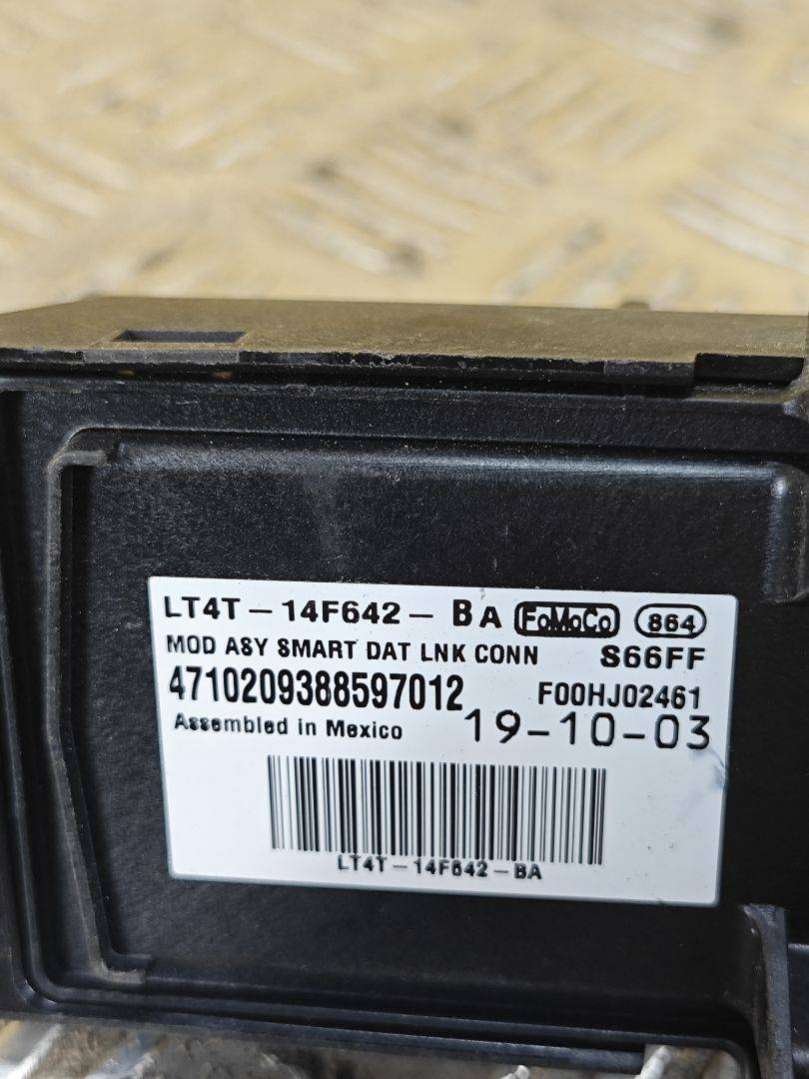 LT4T-14F642-BA FoMoCo 864
MOD ASY SMART DAT LNK CONN S66FF
4710209388597012 F00HJ02461
Assembled in Mexico 19-10-03
LT4T-14F642-BA